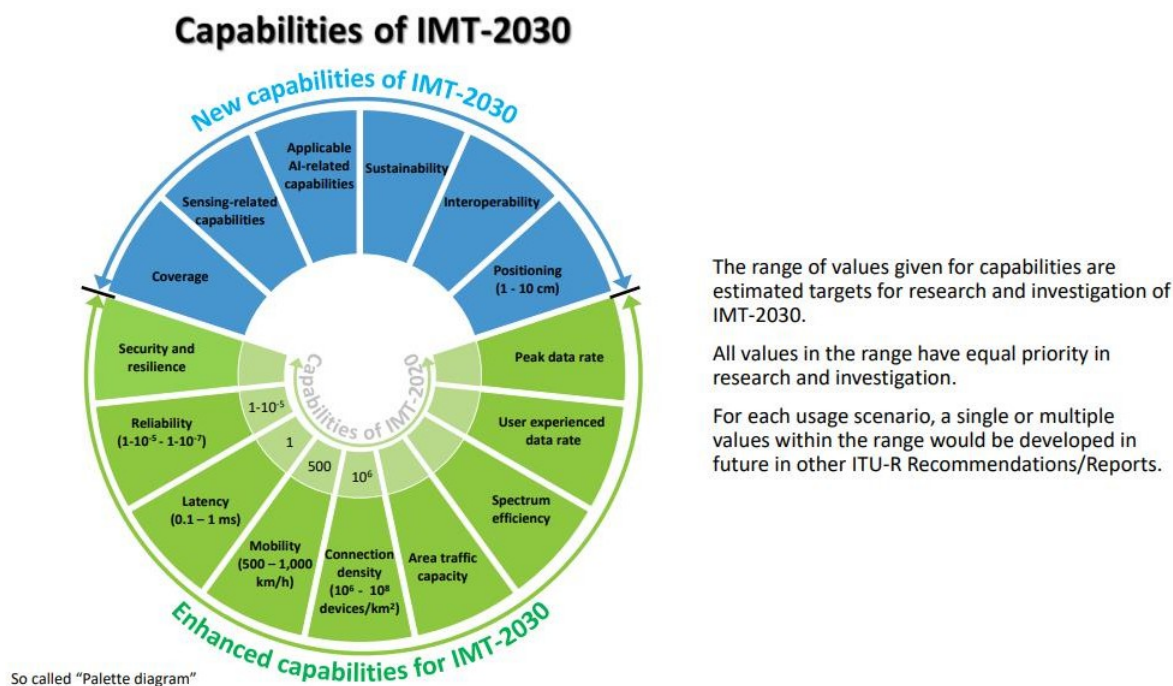 Capabilities of IMT-2030
New capabilities of IMT-2030
Coverage
Sensing-related
capabilities
Applicable
AI-related
capabilities
Sustainability
Interoperability
Positioning
(1 - 10 cm)
Security and
resilience
Reliability
(1-10⁻⁵ - 1-10⁻⁷)
Latency
(0.1 – 1 ms)
Mobility
(500 – 1,000
km/h)
Connection
density
(10⁶ - 10⁸
devices/km²)
Area traffic
capacity
Spectrum
efficiency
User experienced
data rate
Peak data rate
Capabilities of IMT-2020
1-10⁻⁵
1
500
10⁶
Enhanced capabilities for IMT-2030
The range of values given for capabilities are
estimated targets for research and investigation of
IMT-2030.
All values in the range have equal priority in
research and investigation.
For each usage scenario, a single or multiple
values within the range would be developed in
future in other ITU-R Recommendations/Reports.
So called “Palette diagram”